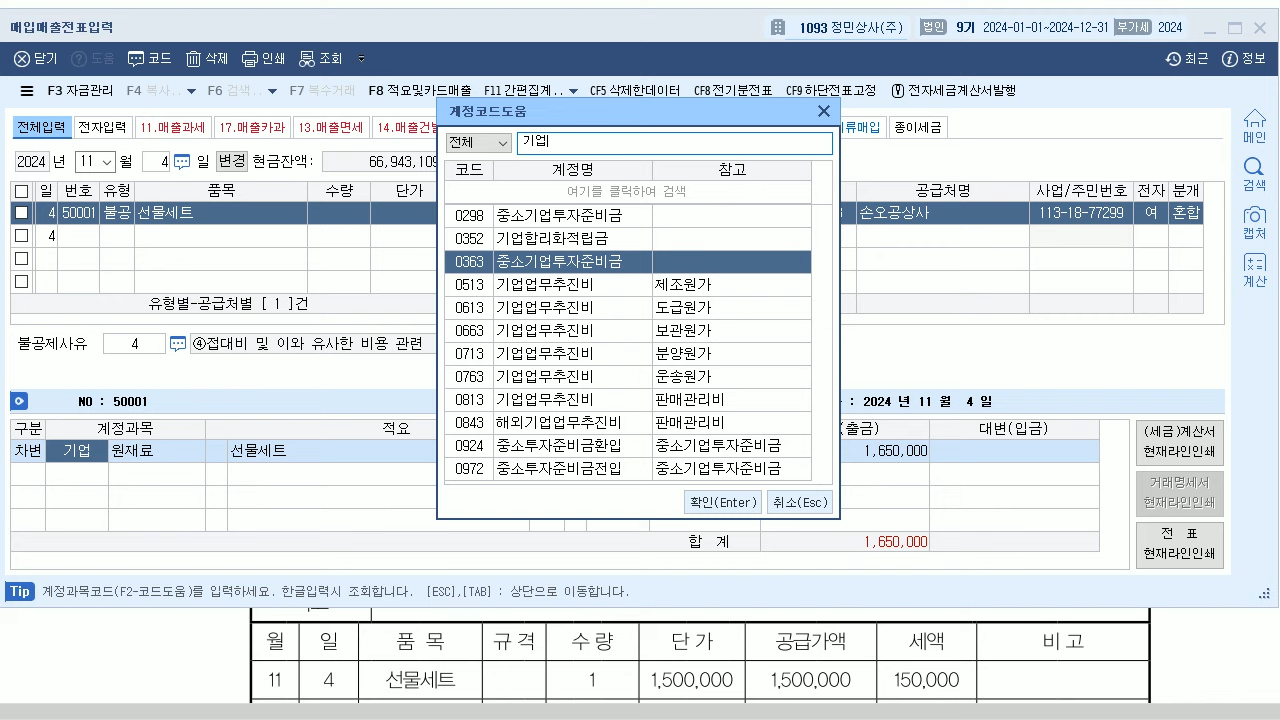 매입매출전표입력 1093 정민상사(주) 법인 9기 2024-01-01~2024-12-31 부가세 2024
닫기 도움 코드 삭제 인쇄 조회 최근 정보
F3 자금관리 F4 복사.. F6 검색.. F7 복수거래 F8 적요및카드매출 F11 간편집계.. CF5 삭제한데이터 CF8 전기분전표 CF9 하단전표고정 전자세금계산서발행
계정코드도움
전체입력 전자입력 11.매출과세 17.매출카과 13.매출면세 14.매출건별 류매입 종이세금
전체 기업
2024 년 11 월 4 일 변경 현금잔액: 66,943,109
코드 계정명 참고
여기를 클릭하여 검색
일 번호 유형 품목 수량 단가 공급처명 사업/주민번호 전자 분개
4 50001 불공 선물세트 손오공상사 113-18-77299 여 혼합
4
유형별-공급처별 [ 1 ]건
0298 중소기업투자준비금
0352 기업합리화적립금
0363 중소기업투자준비금
0513 기업업무추진비 제조원가
0613 기업업무추진비 도급원가
0663 기업업무추진비 보관원가
0713 기업업무추진비 분양원가
0763 기업업무추진비 운송원가
0813 기업업무추진비 판매관리비
0843 해외기업업무추진비 판매관리비
0924 중소투자준비금환입 중소기업투자준비금
0972 중소투자준비금전입 중소기업투자준비금
확인(Enter) 취소(Esc)
불공제사유 4 ④접대비 및 이와 유사한 비용 관련
NO : 50001 : 2024 년 11 월 4 일
구분 계정과목 적요 (출금) 대변(입금)
차변 기업 원재료 선물세트 1,650,000
합 계 1,650,000
(세금)계산서
현재라인인쇄
거래명세서
현재라인인쇄
전 표
현재라인인쇄
메인
검색
캡처
계산
Tip 계정과목코드(F2-코드도움)를 입력하세요. 한글입력시 조회합니다. [ESC],[TAB] : 상단으로 이동합니다.
월 일 품 목 규 격 수 량 단 가 공급가액 세액 비 고
11 4 선물세트 1 1,500,000 1,500,000 150,000